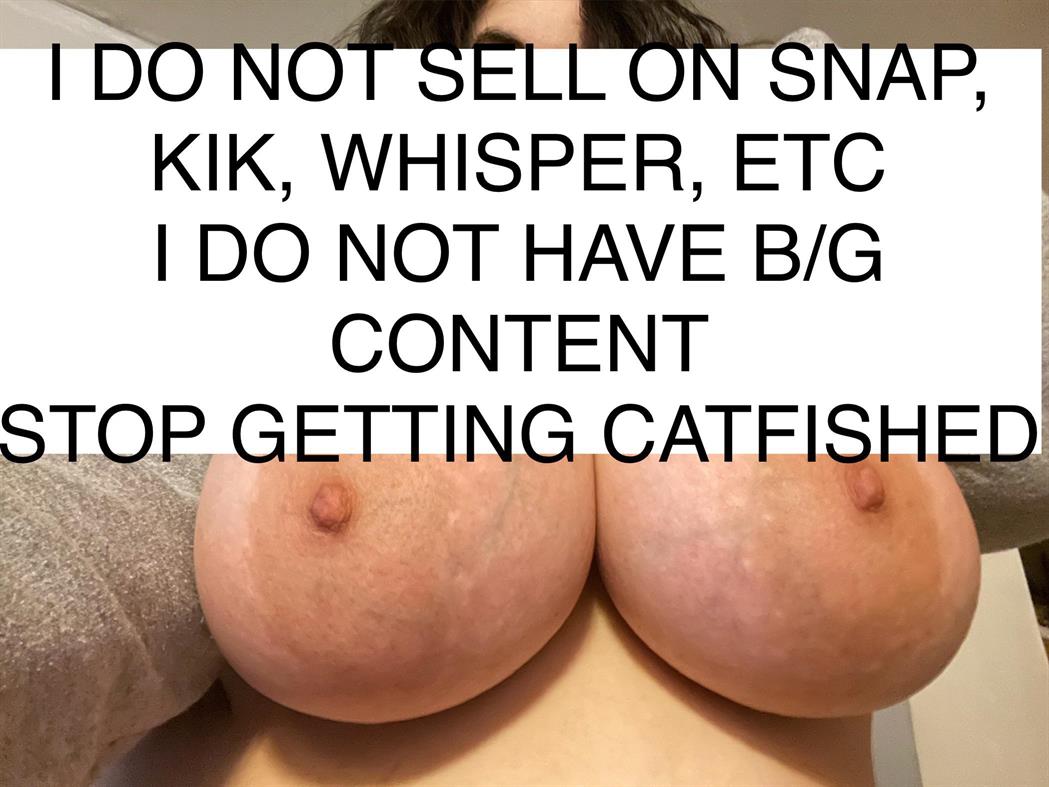 I DO NOT SELL ON SNAP,
KIK, WHISPER, ETC
I DO NOT HAVE B/G
CONTENT
STOP GETTING CATFISHED